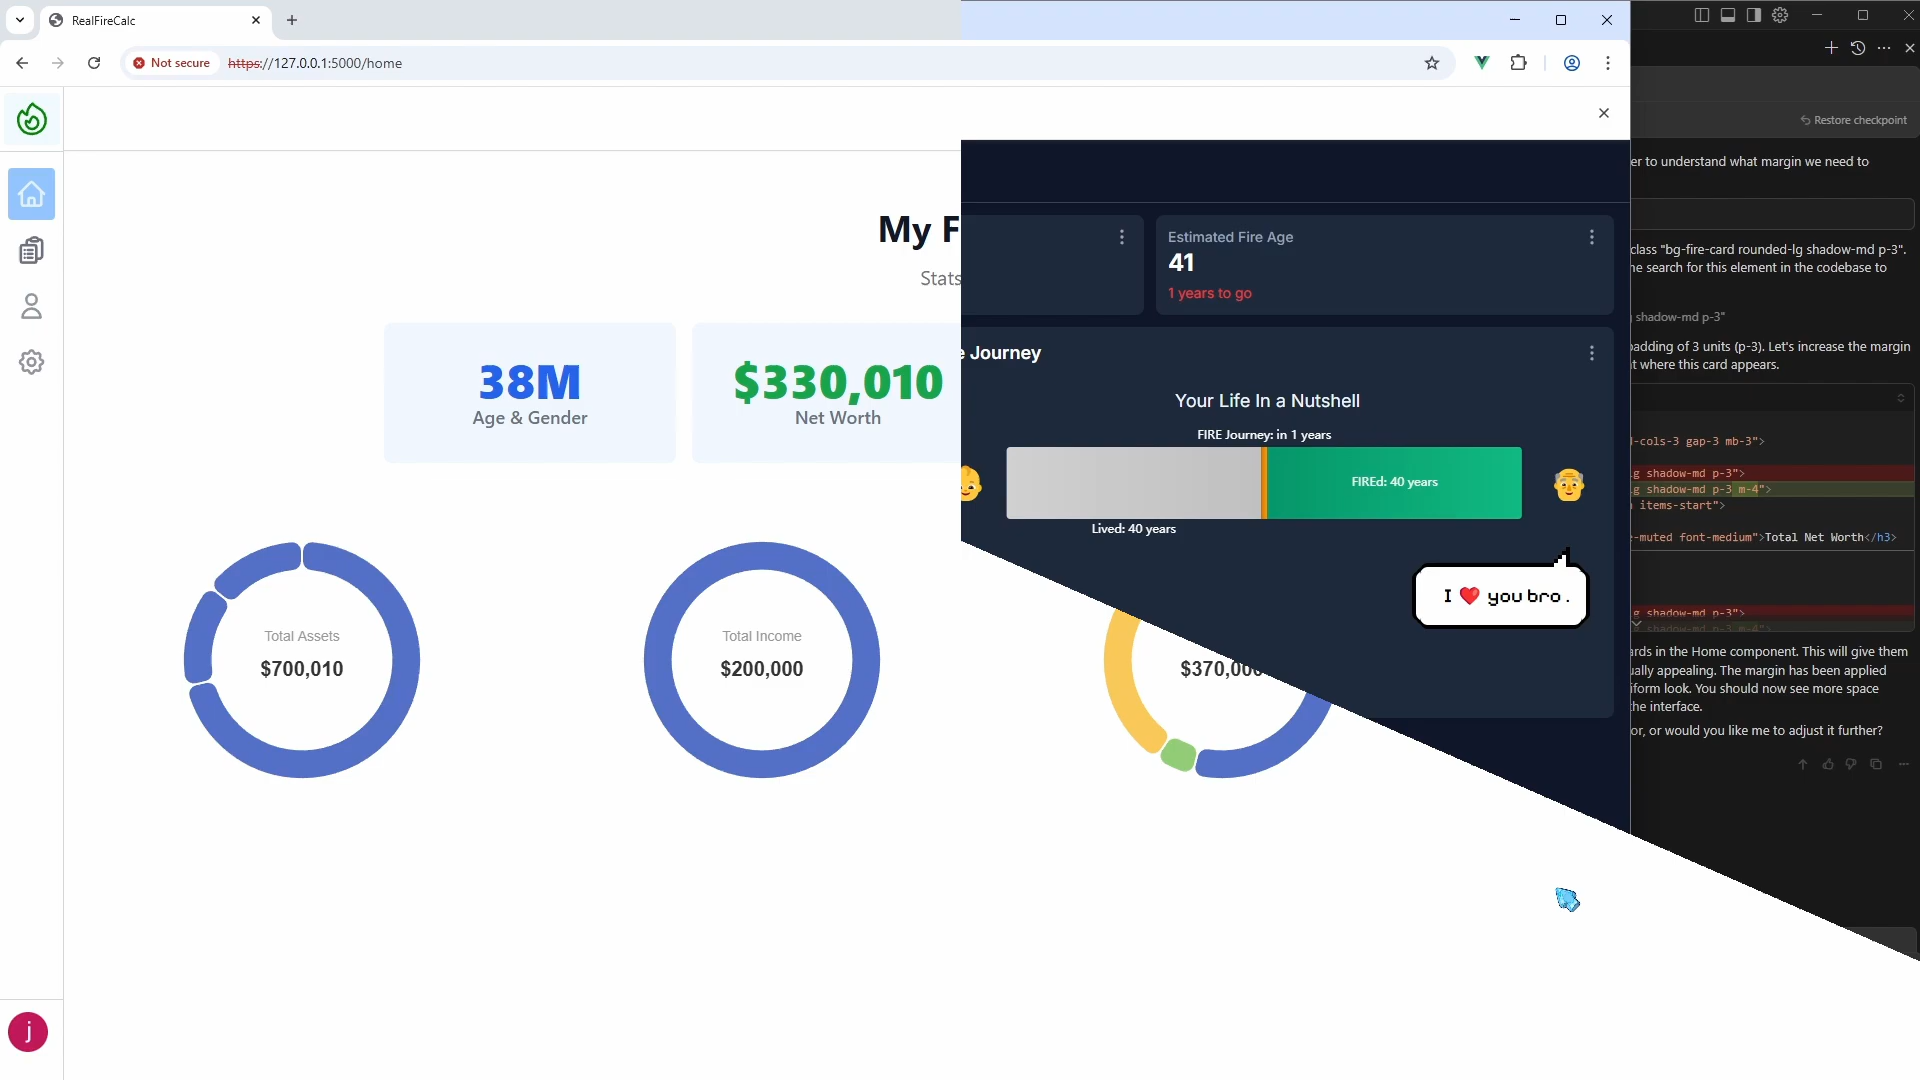 RealFireCalc
Not secure
https://127.0.0.1:5000/home
My F
Stats
38M
Age & Gender
$330,010
Net Worth
Total Assets
$700,010
Total Income
$200,000
$370,000
Estimated Fire Age
41
1 years to go
e Journey
Your Life In a Nutshell
FIRE Journey: in 1 years
FIREd: 40 years
Lived: 40 years
I ❤️ you bro.
j
Restore checkpoint
er to understand what margin we need to
class "bg-fire-card rounded-lg shadow-md p-3".
he search for this element in the codebase to
g shadow-md p-3"
padding of 3 units (p-3). Let's increase the margin
t where this card appears.
d-cols-3 gap-3 mb-3">
g shadow-md p-3">
g shadow-md p-3 m-4">
items-start">
e-muted font-medium">Total Net Worth</h3>
g shadow-md p-3">
g shadow-md p-3 m-4">
ards in the Home component. This will give them
ually appealing. The margin has been applied
iform look. You should now see more space
the interface.
or, or would you like me to adjust it further?